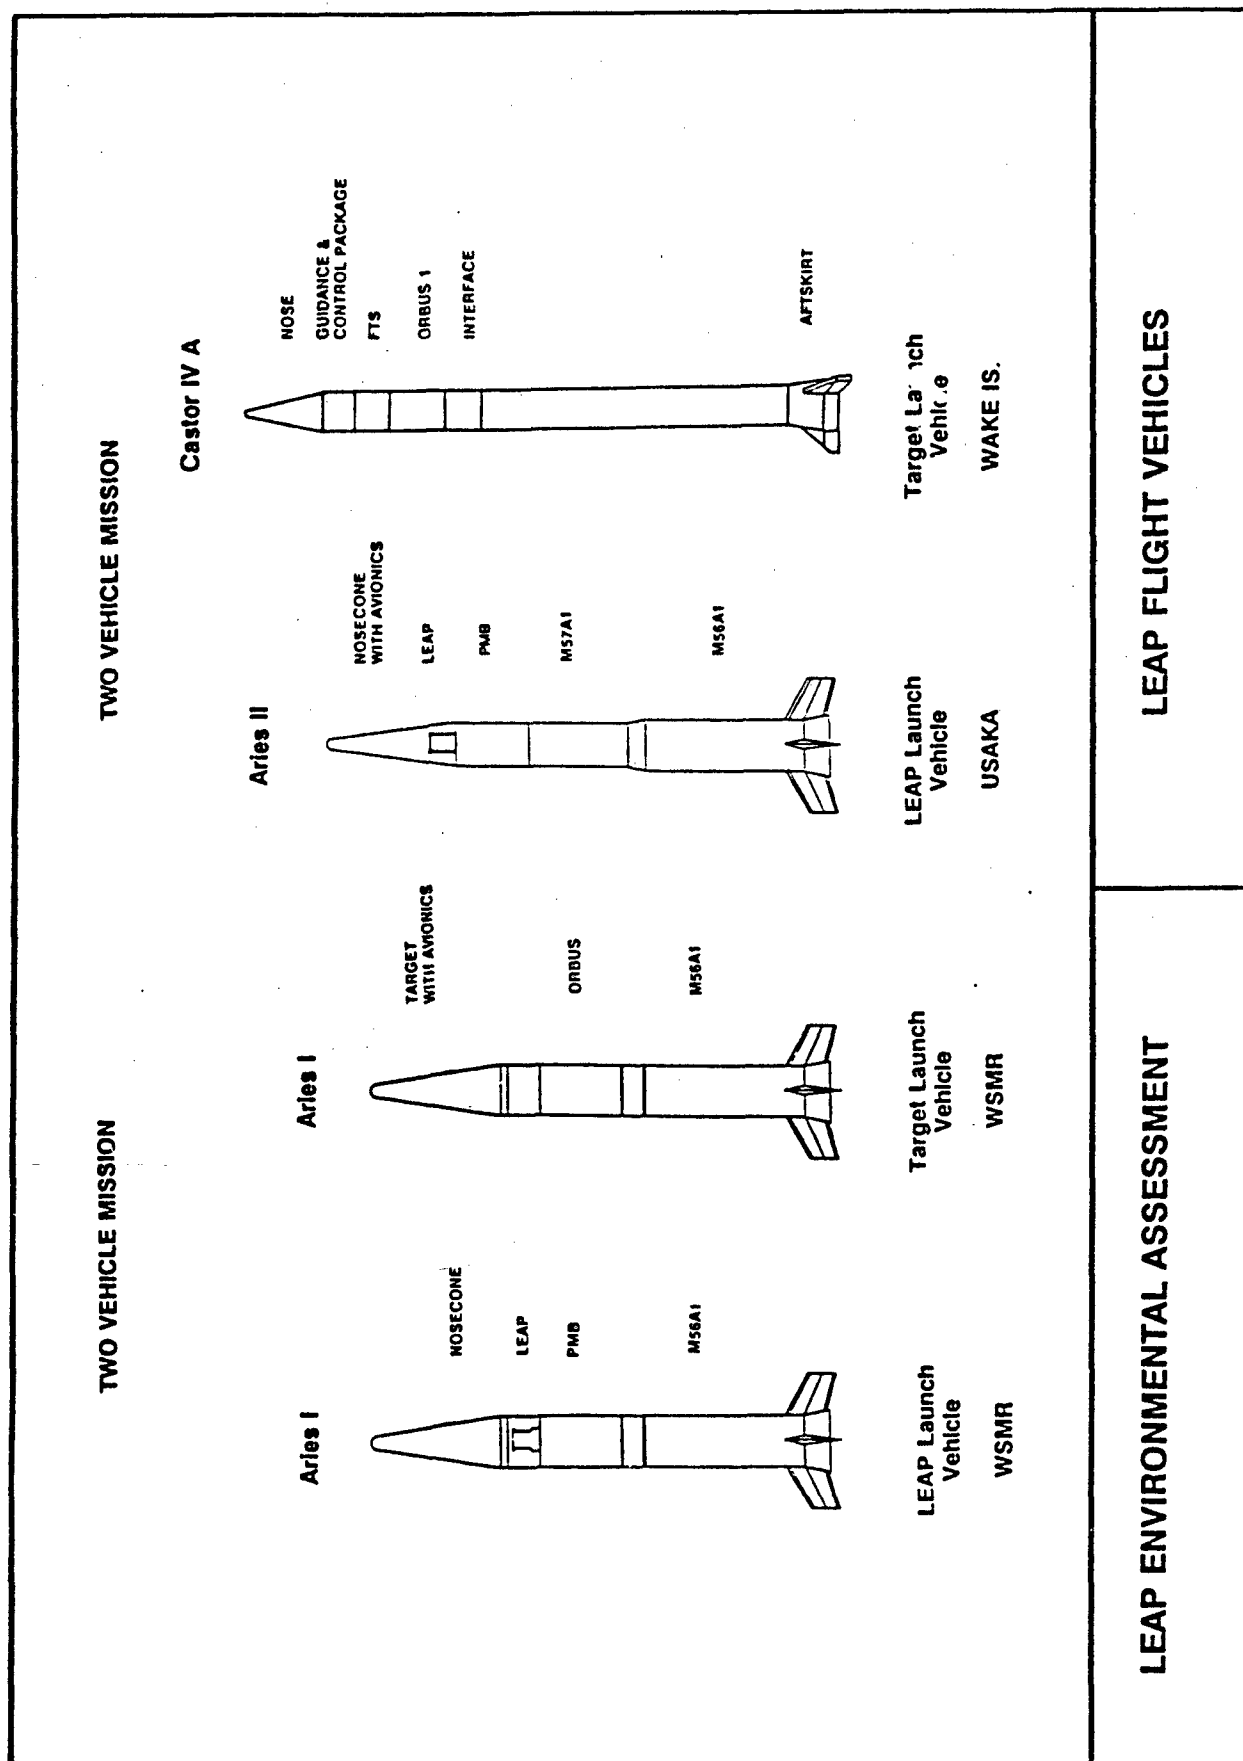 TWO VEHICLE MISSION
TWO VEHICLE MISSION
Aries I
NOSECONE
LEAP
PMB
M56A1
LEAP Launch
Vehicle
WSMR
Aries I
TARGET
WITH AVIONICS
ORBUS
M56A1
Target Launch
Vehicle
WSMR
Aries II
NOSECONE
WITH AVIONICS
LEAP
PMB
M57A1
M56A1
LEAP Launch
Vehicle
USAKA
Castor IV A
NOSE
GUIDANCE &
CONTROL PACKAGE
FTS
ORBUS 1
INTERFACE
AFTSKIRT
Target
Vehicle
WAKE IS.
LEAP ENVIRONMENTAL ASSESSMENT
LEAP FLIGHT VEHICLES